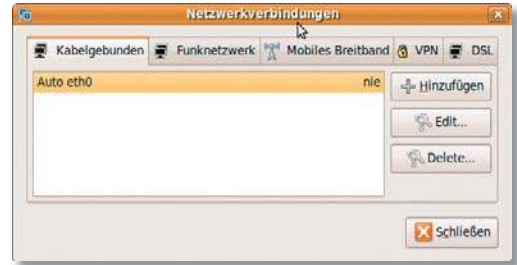 Netzwerkverbindungen
Kabelgebunden Funknetzwerk Mobiles Breitband VPN DSL
Auto eth0 nie
Hinzufügen
Edit...
Delete...
Schließen